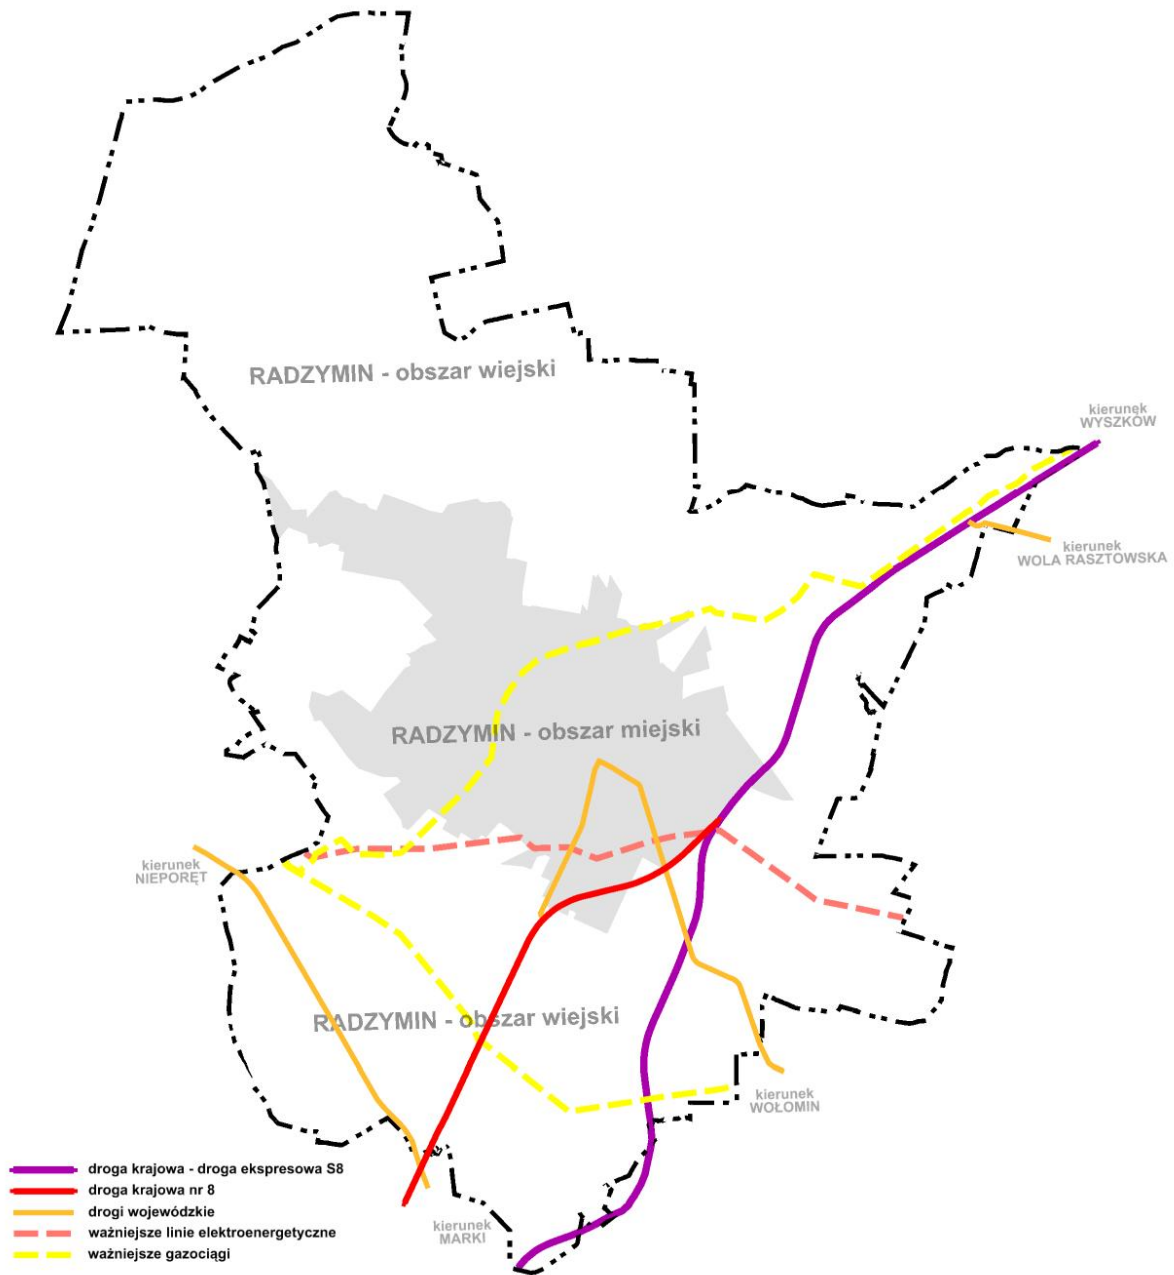 RADZYMIN - obszar wiejski
kierunek
WYSZKÓW
kierunek
WOLA RASZTOWSKA
RADZYMIN - obszar miejski
kierunek
NIEPORĘT
RADZYMIN - obszar wiejski
kierunek
WOŁOMIN
kierunek
MARKI
droga krajowa - droga ekspresowa S8
droga krajowa nr 8
drogi wojewódzkie
ważniejsze linie elektroenergetyczne
ważniejsze gazociągi